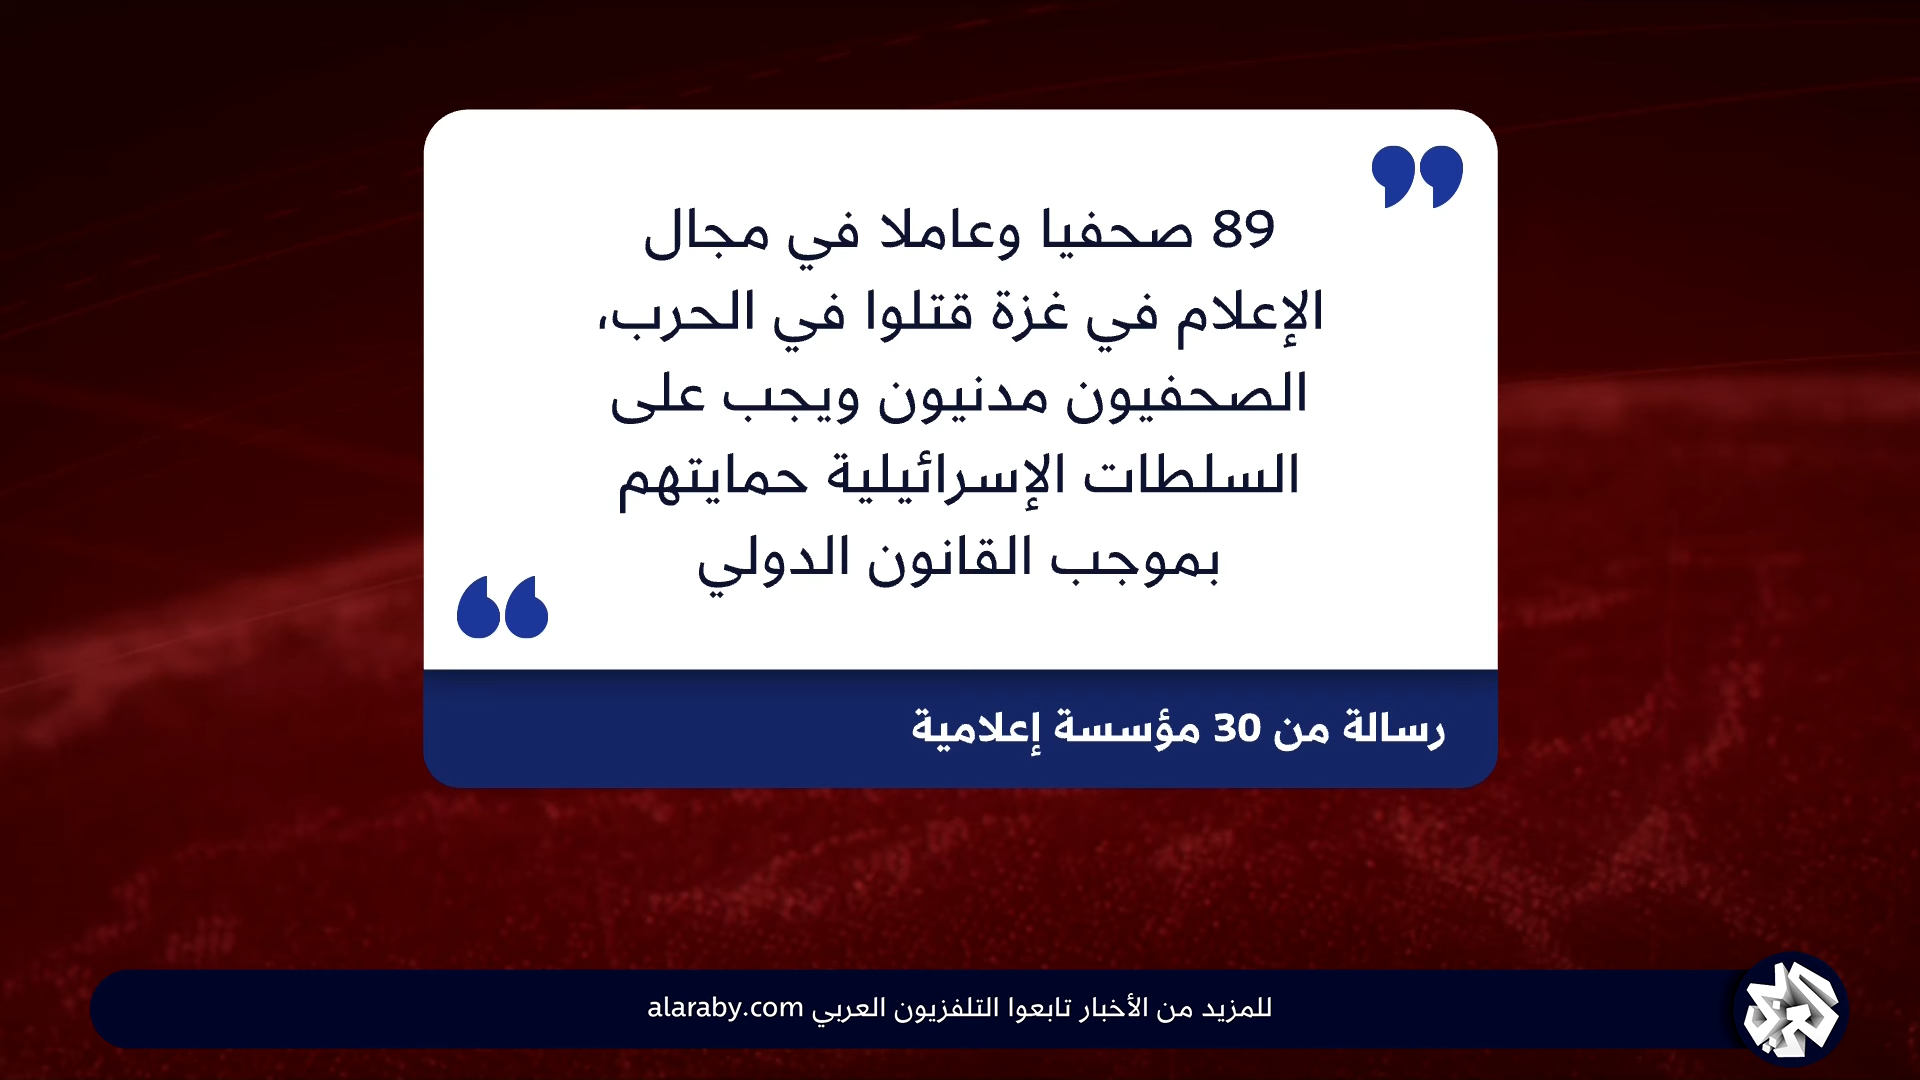 89 صحفيا وعاملا في مجال
الإعلام في غزة قتلوا في الحرب،
الصحفيون مدنيون ويجب على
السلطات الإسرائيلية حمايتهم
بموجب القانون الدولي
رسالة من 30 مؤسسة إعلامية
للمزيد من الأخبار تابعوا التلفزيون العربي alaraby.com
العربي